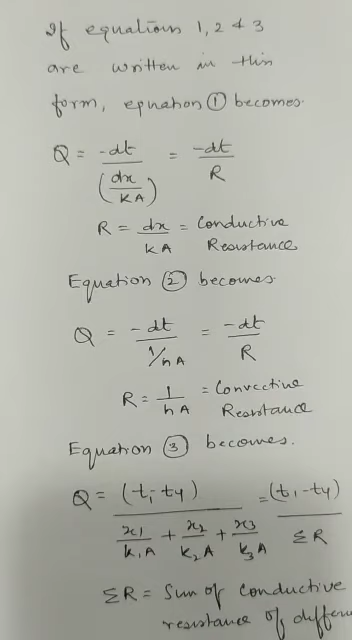 If equations 1, 2 & 3
are written in this
form, equation ① becomes.
Q = -dt / (dx / KA) = -dt / R
R = dx / KA = Conductive Resistance
Equation ② becomes.
Q = -dt / (1/hA) = -dt / R
R = 1 / hA = Convective Resistance
Equation ③ becomes.
Q = (t₁-t₄) / (x1 / K₁A + x₂ / K₂A + x3 / K₃A) = (t₁-t₄) / ΣR
ΣR = Sum of conductive
resistance of